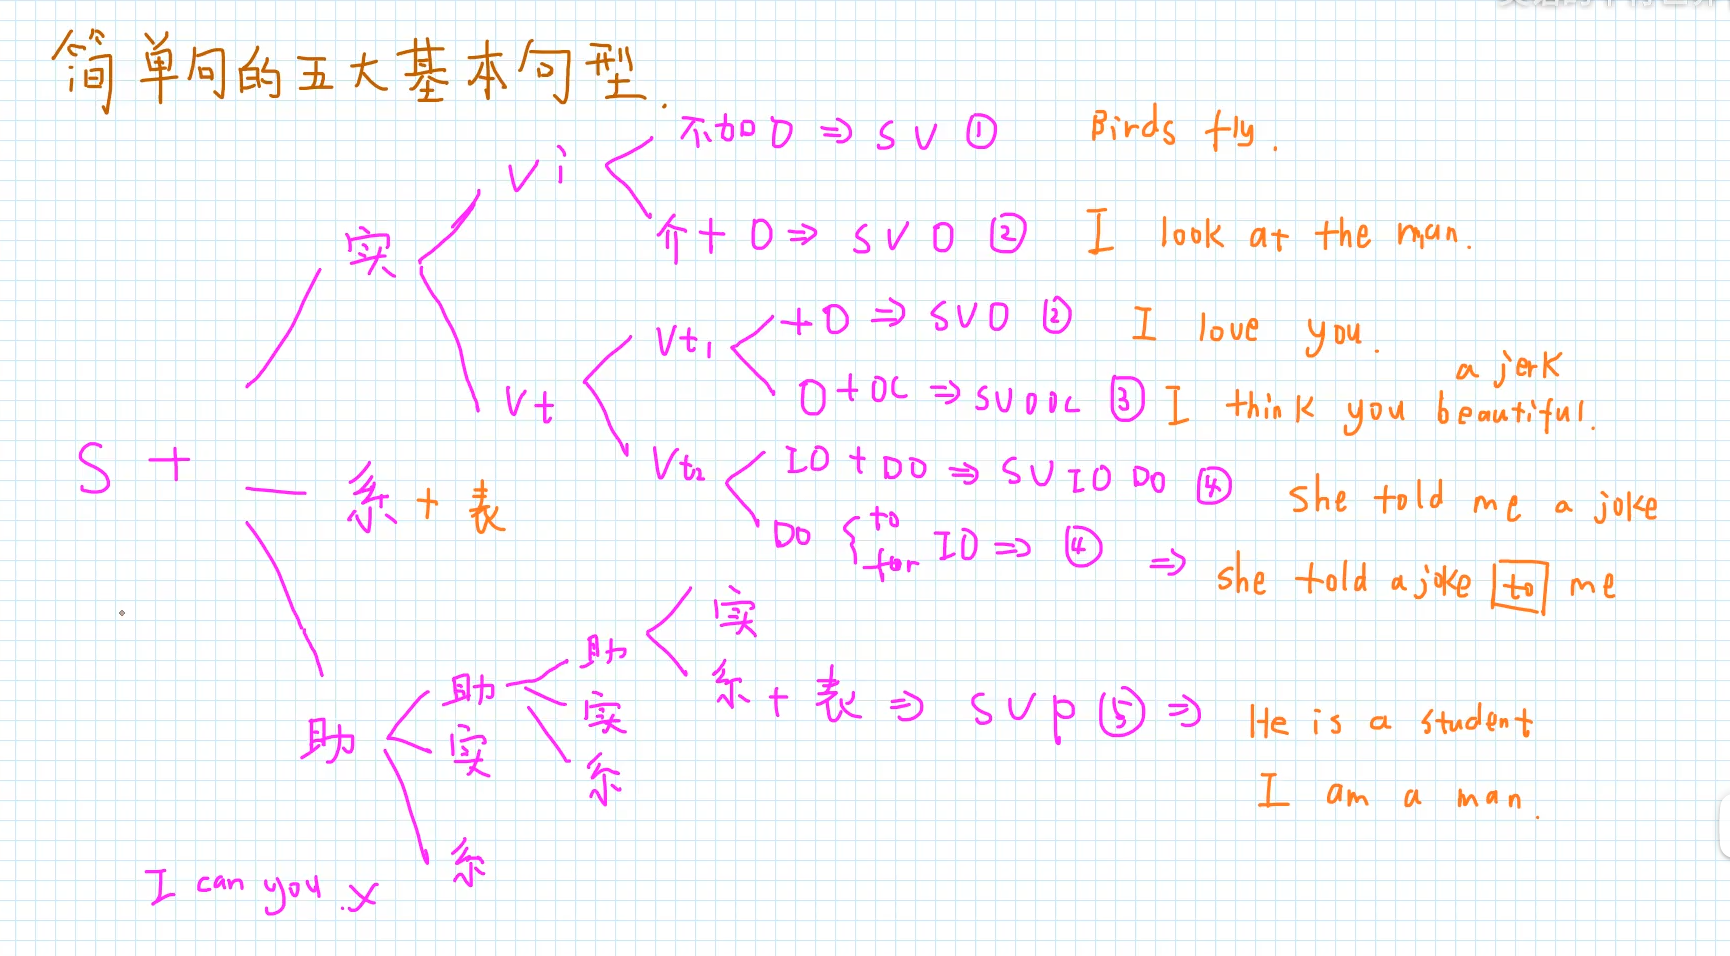 简单句的五大基本句型.
不加O ⇒ S V ① Birds fly.
Vi
介 + O ⇒ S V O ② I look at the man.
实
+ O ⇒ S V O ② I love you.
Vt₁
a jerk
O + OC ⇒ S V O OC ③ I think you beautiful.
Vt
S +
IO + DO ⇒ S V IO DO ④ She told me a joke
Vt₂
系 + 表
DO { to for IO ⇒ ④ ⇒ She told a joke to me
实
助
助
系 + 表 ⇒ S V P ⑤ ⇒ He is a student
实
助
实
系
I am a man.
系
I can you. ×